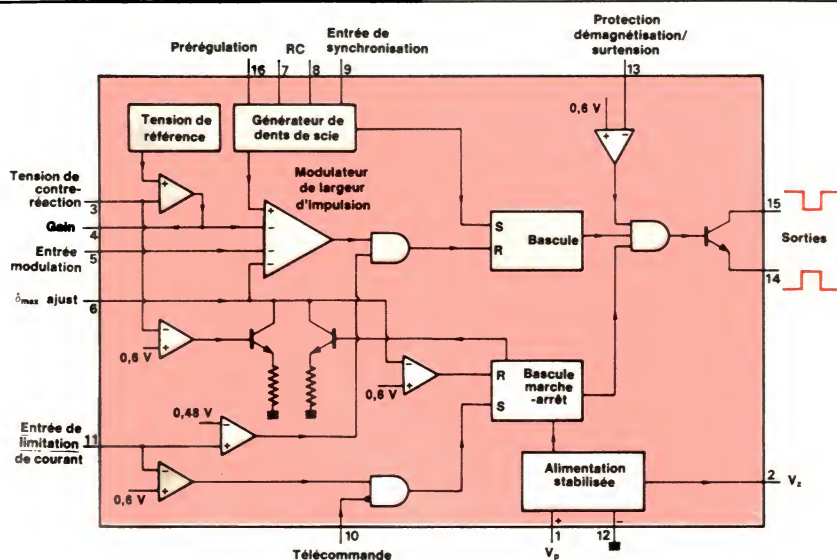 Protection
démagnétisation/
surtension
Entrée de
synchronisation
Prérégulation
RC
16
7
8
9
13
Tension de
référence
Générateur de
dents de scie
0,6 V
+
−
Tension de
contre-
réaction
3
+
−
Modulateur
de largeur
d'impulsion
Gain
4
Entrée
modulation
5
+
−
−
−
S
R
Bascule
15
Sorties
14
δmax ajust
6
−
+
0,6 V
−
+
0,6 V
R
S
Bascule
marche
-arrêt
0,48 V
−
+
Entrée de
limitation
de courant
11
−
+
0,6 V
Alimentation
stabilisée
2
Vz
10
Télécommande
+
1
Vp
−
12